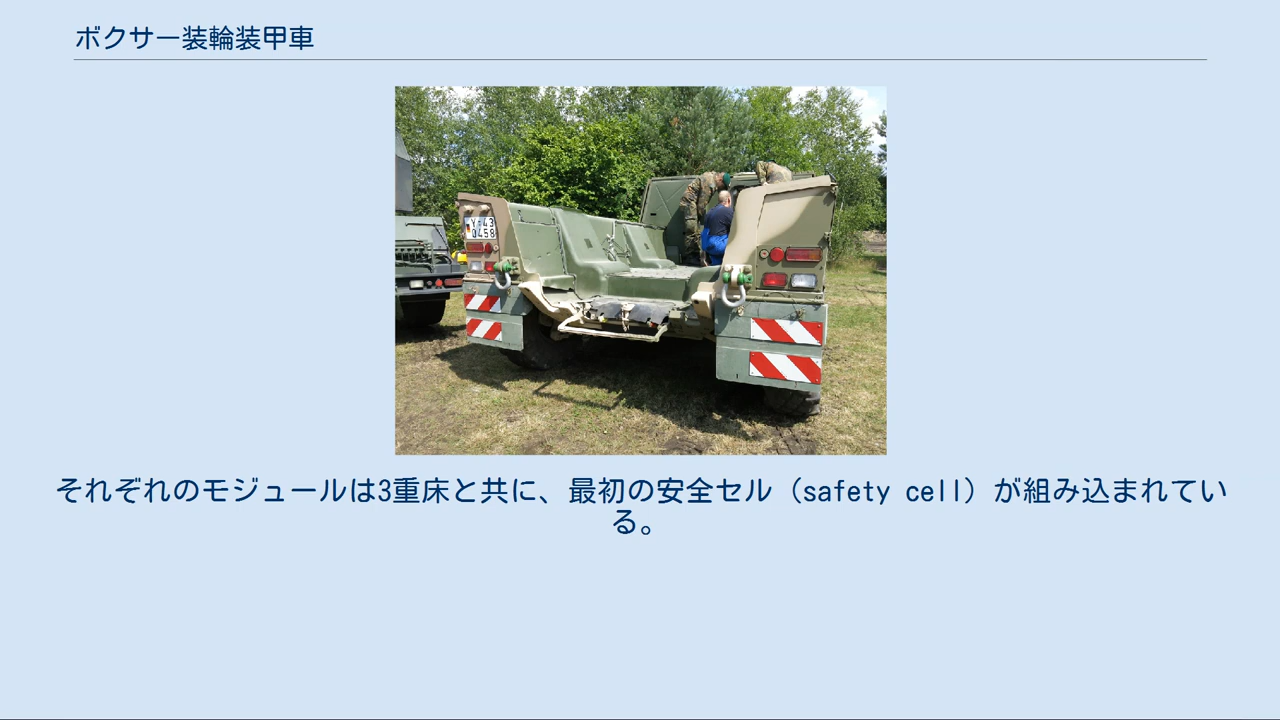 ボクサー装輪装甲車
Y-43
0458
それぞれのモジュールは3重床と共に、最初の安全セル（safety cell）が組み込まれてい
る。